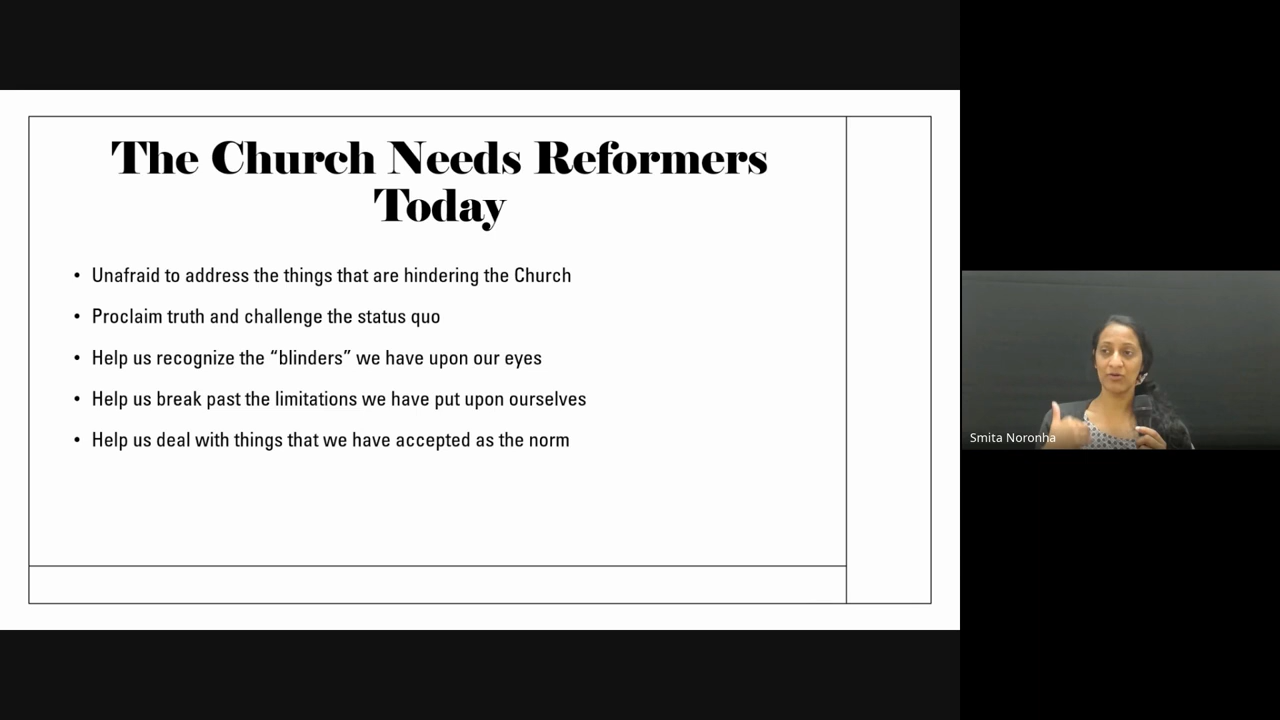 The Church Needs Reformers
Today
• Unafraid to address the things that are hindering the Church
• Proclaim truth and challenge the status quo
• Help us recognize the “blinders” we have upon our eyes
• Help us break past the limitations we have put upon ourselves
• Help us deal with things that we have accepted as the norm
Smita Noronha